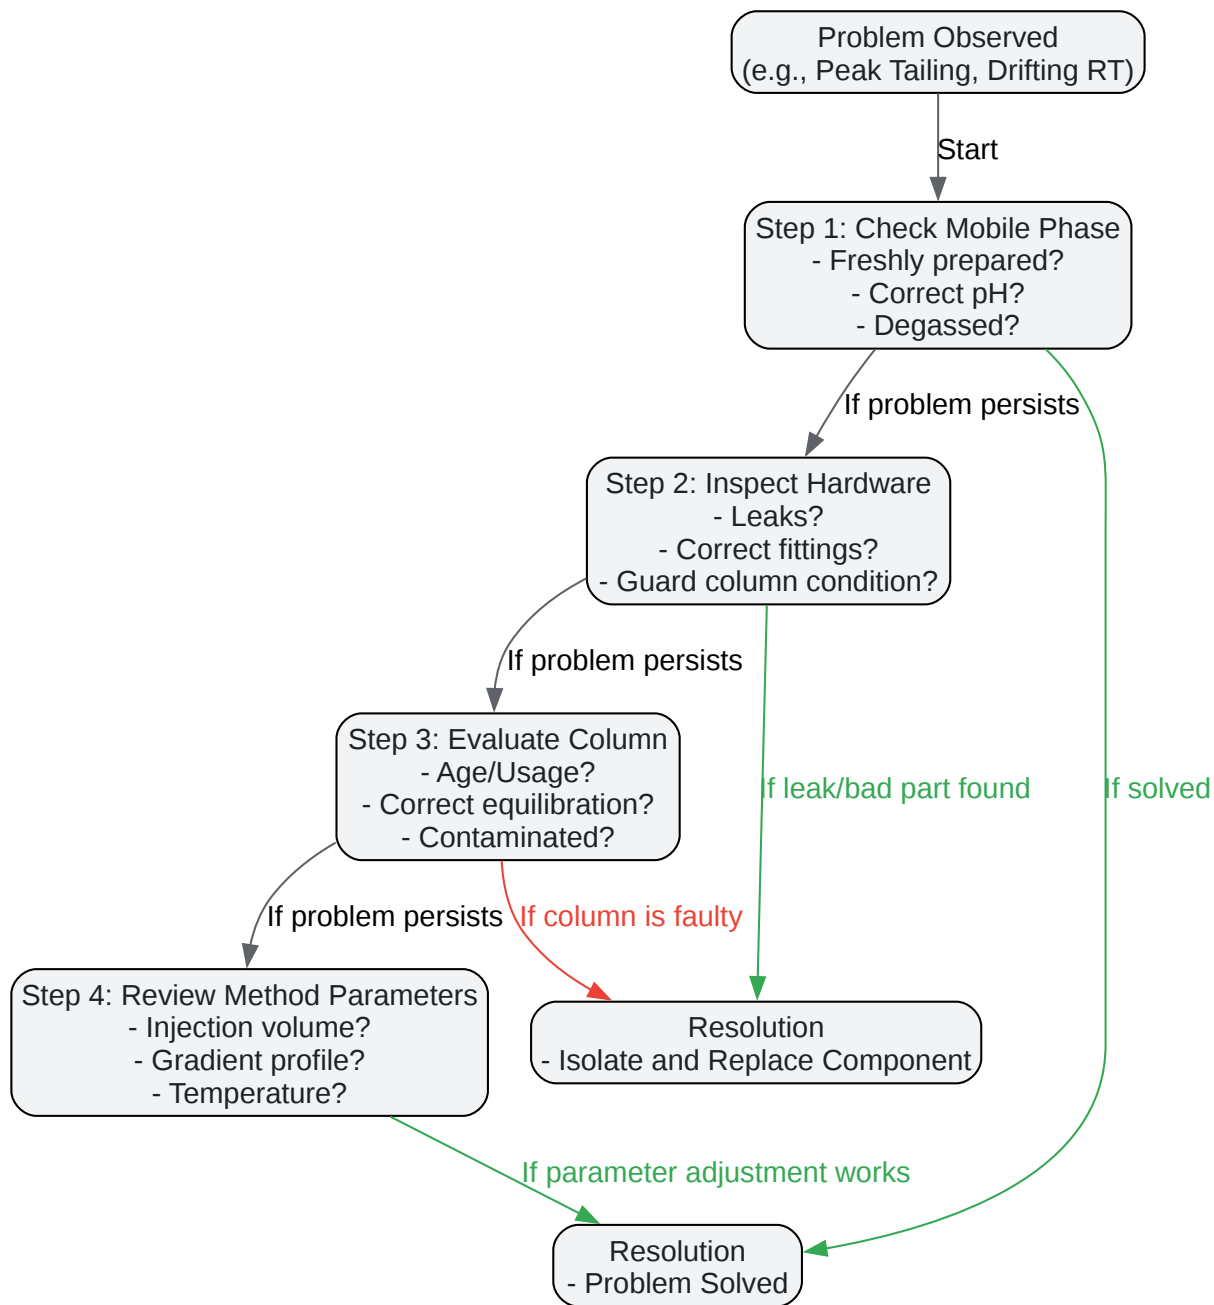 Problem Observed
(e.g., Peak Tailing, Drifting RT)
Start
Step 1: Check Mobile Phase
- Freshly prepared?
- Correct pH?
- Degassed?
If problem persists
Step 2: Inspect Hardware
- Leaks?
- Correct fittings?
- Guard column condition?
If problem persists
Step 3: Evaluate Column
- Age/Usage?
- Correct equilibration?
- Contaminated?
If leak/bad part found
If solved
If problem persists
If column is faulty
Step 4: Review Method Parameters
- Injection volume?
- Gradient profile?
- Temperature?
Resolution
- Isolate and Replace Component
If parameter adjustment works
Resolution
- Problem Solved